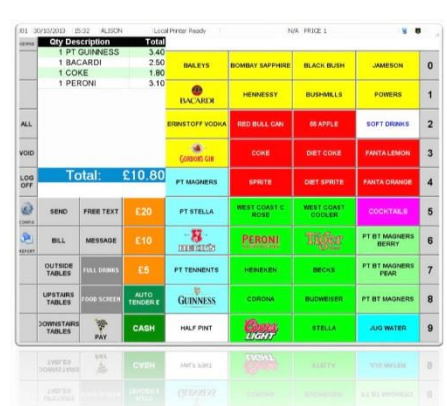 J01 30/10/2013 15:32 ALISON Local Printer Ready N/A PRICE 1
Qty Description Total
1 PT GUINNESS 3.40
1 BACARDI 2.50
1 COKE 1.80
1 PERONI 3.10
Total: £10.80
BAILEYS BOMBAY SAPPHIRE BLACK BUSH JAMESON 0
BACARDI HENNESSY BUSHMILLS POWERS 1
ALL ERINSTOFF VODKA RED BULL CAN 65 APPLE SOFT DRINKS 2
VOID GORDONS GIN COKE DIET COKE FANTA LEMON 3
LOG OFF PT MAGNERS SPRITE DIET SPRITE FANTA ORANGE 4
SEND FREE TEXT £20 PT STELLA WEST COAST C ROSE WEST COAST COOLER COCKTAILS 5
REPORT BILL MESSAGE £10 PERONI Tiger PT BT MAGNERS BERRY 6
OUTSIDE TABLES FULL DRINKS £5 PT TENNENTS HEINEKEN BECKS PT BT MAGNERS PEAR 7
UPSTAIRS TABLES FOOD SCREEN AUTO TENDER E GUINNESS CORONA BUDWEISER PT BT MAGNERS 8
DOWNSTAIRS TABLES PAY CASH HALF PINT Coors LIGHT STELLA JUG WATER 9